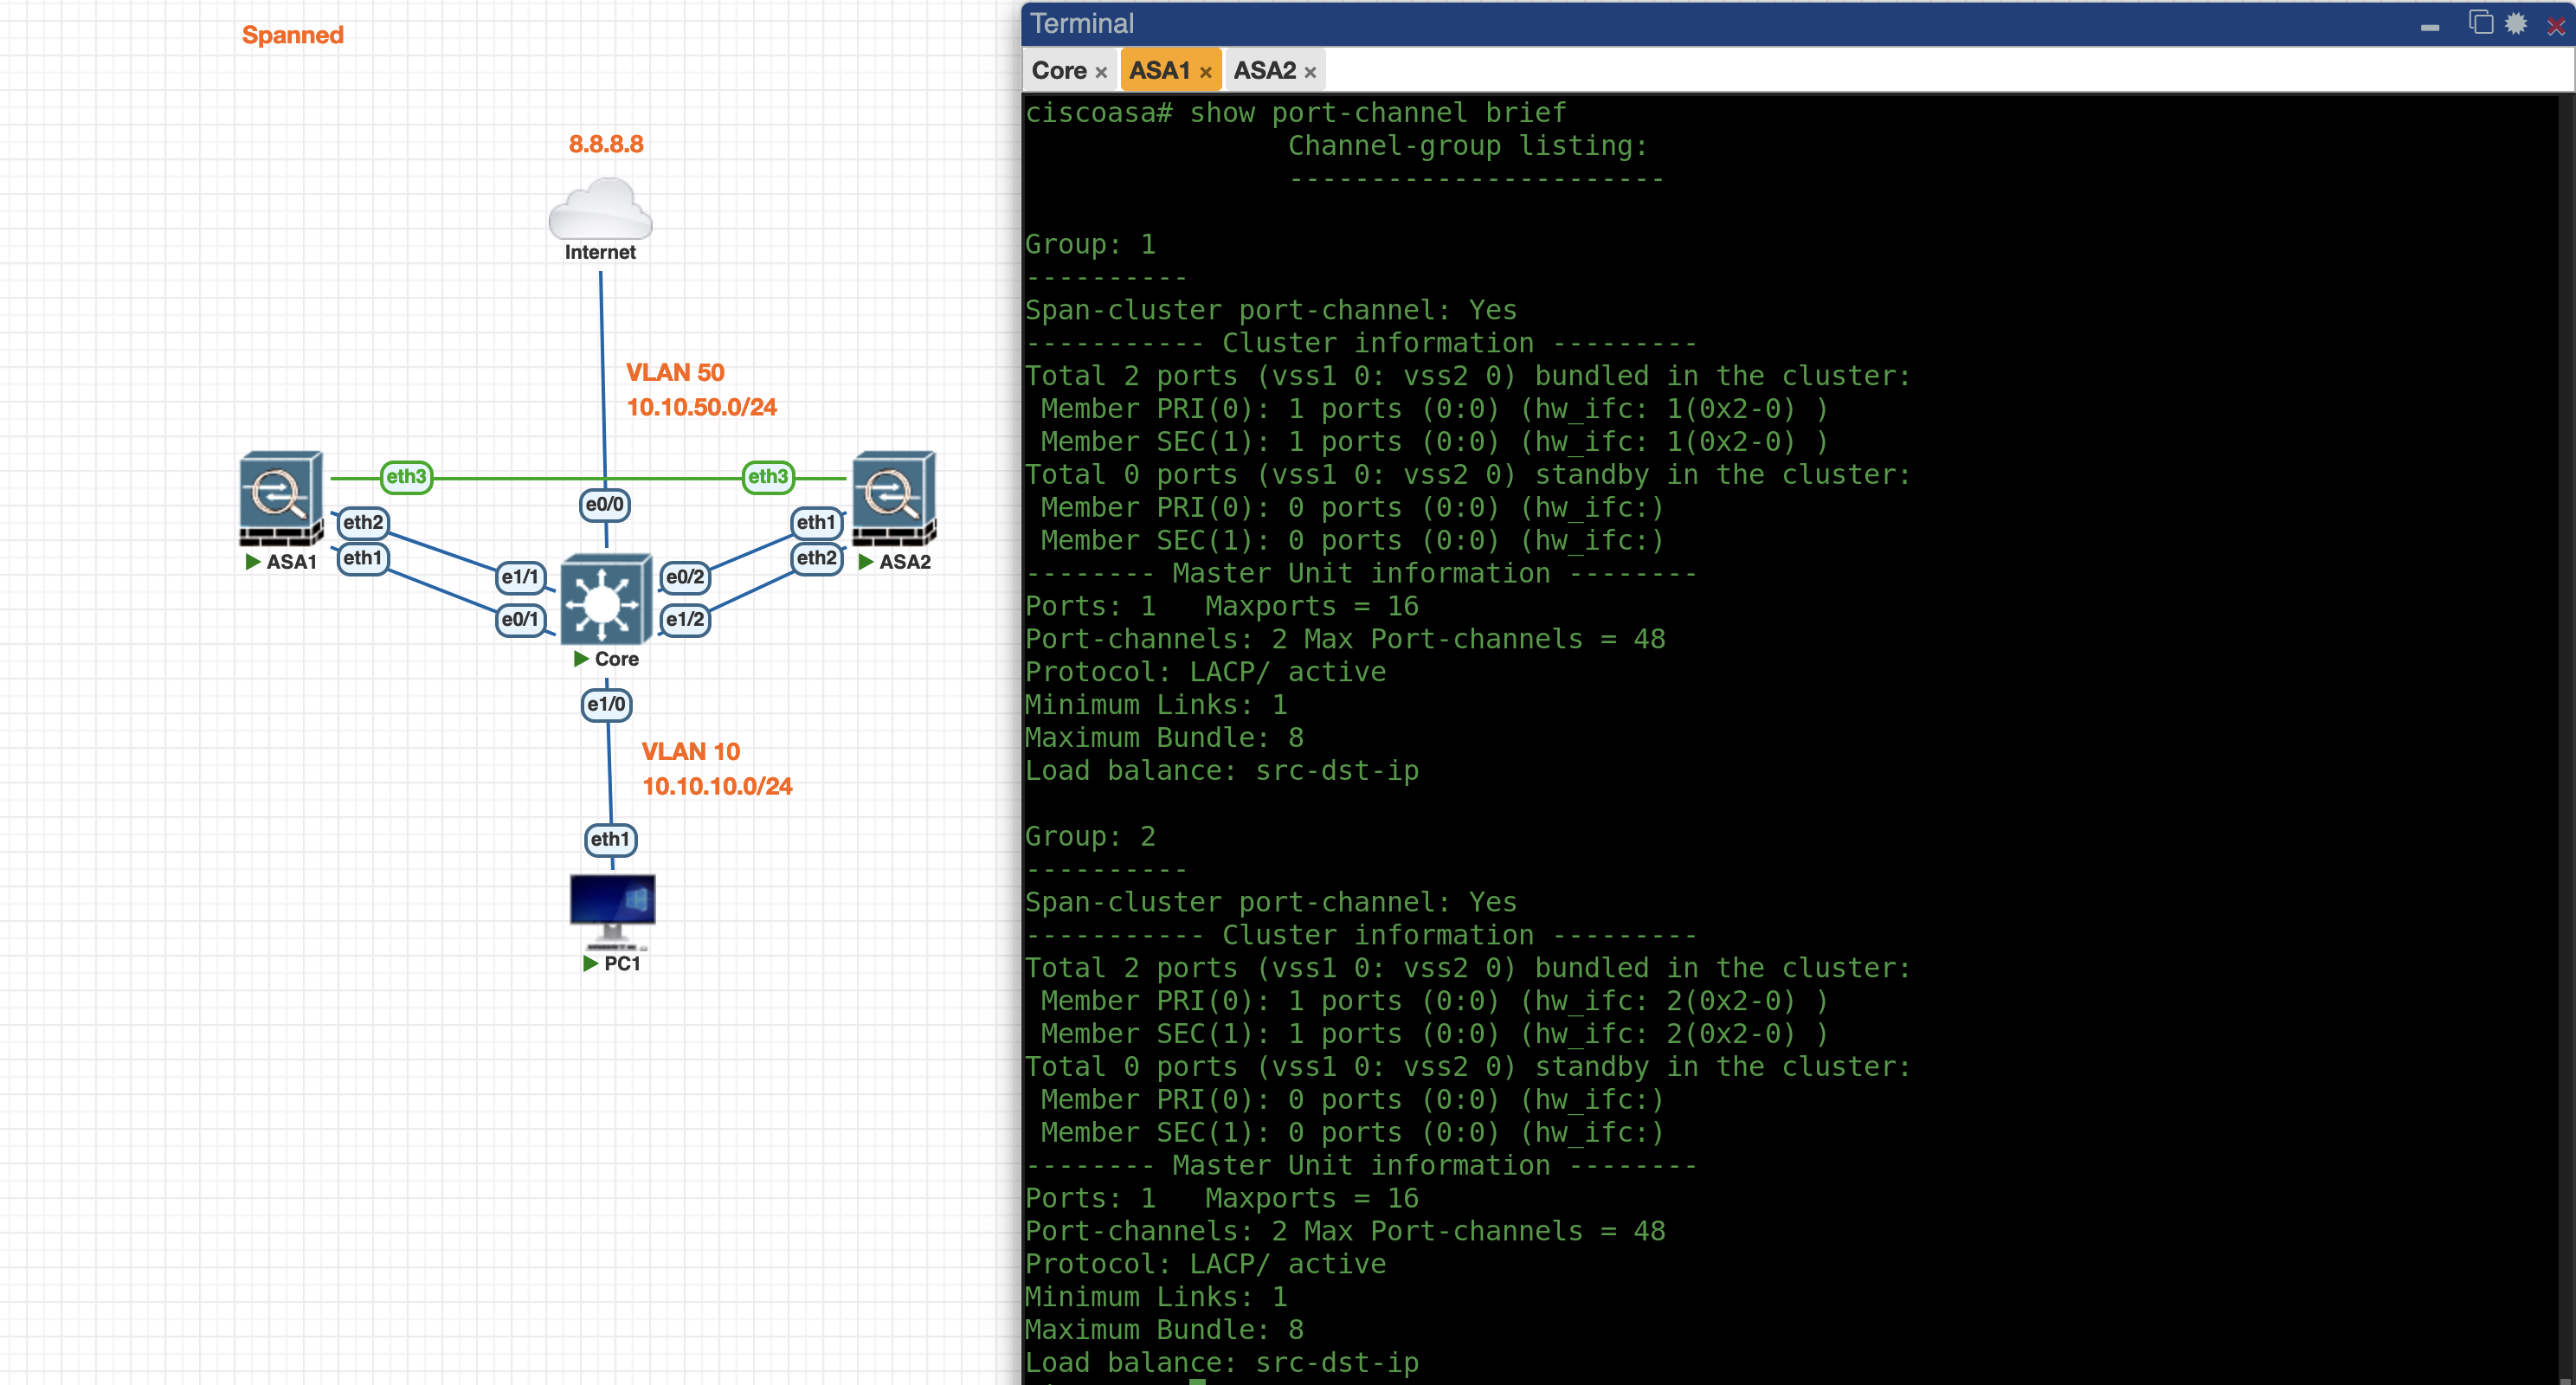 Spanned
8.8.8.8
Internet
VLAN 50
10.10.50.0/24
eth3
eth3
e0/0
eth2
eth1
eth1
eth2
ASA1
ASA2
e1/1
e0/2
e0/1
e1/2
Core
e1/0
VLAN 10
10.10.10.0/24
eth1
PC1
Terminal
Core × ASA1 × ASA2 ×
ciscoasa# show port-channel brief
Channel-group listing:
-----------------------
Group: 1
----------
Span-cluster port-channel: Yes
----------- Cluster information ---------
Total 2 ports (vss1 0: vss2 0) bundled in the cluster:
Member PRI(0): 1 ports (0:0) (hw_ifc: 1(0x2-0) )
Member SEC(1): 1 ports (0:0) (hw_ifc: 1(0x2-0) )
Total 0 ports (vss1 0: vss2 0) standby in the cluster:
Member PRI(0): 0 ports (0:0) (hw_ifc:)
Member SEC(1): 0 ports (0:0) (hw_ifc:)
-------- Master Unit information --------
Ports: 1   Maxports = 16
Port-channels: 2 Max Port-channels = 48
Protocol: LACP/ active
Minimum Links: 1
Maximum Bundle: 8
Load balance: src-dst-ip
Group: 2
----------
Span-cluster port-channel: Yes
----------- Cluster information ---------
Total 2 ports (vss1 0: vss2 0) bundled in the cluster:
Member PRI(0): 1 ports (0:0) (hw_ifc: 2(0x2-0) )
Member SEC(1): 1 ports (0:0) (hw_ifc: 2(0x2-0) )
Total 0 ports (vss1 0: vss2 0) standby in the cluster:
Member PRI(0): 0 ports (0:0) (hw_ifc:)
Member SEC(1): 0 ports (0:0) (hw_ifc:)
-------- Master Unit information --------
Ports: 1   Maxports = 16
Port-channels: 2 Max Port-channels = 48
Protocol: LACP/ active
Minimum Links: 1
Maximum Bundle: 8
Load balance: src-dst-ip